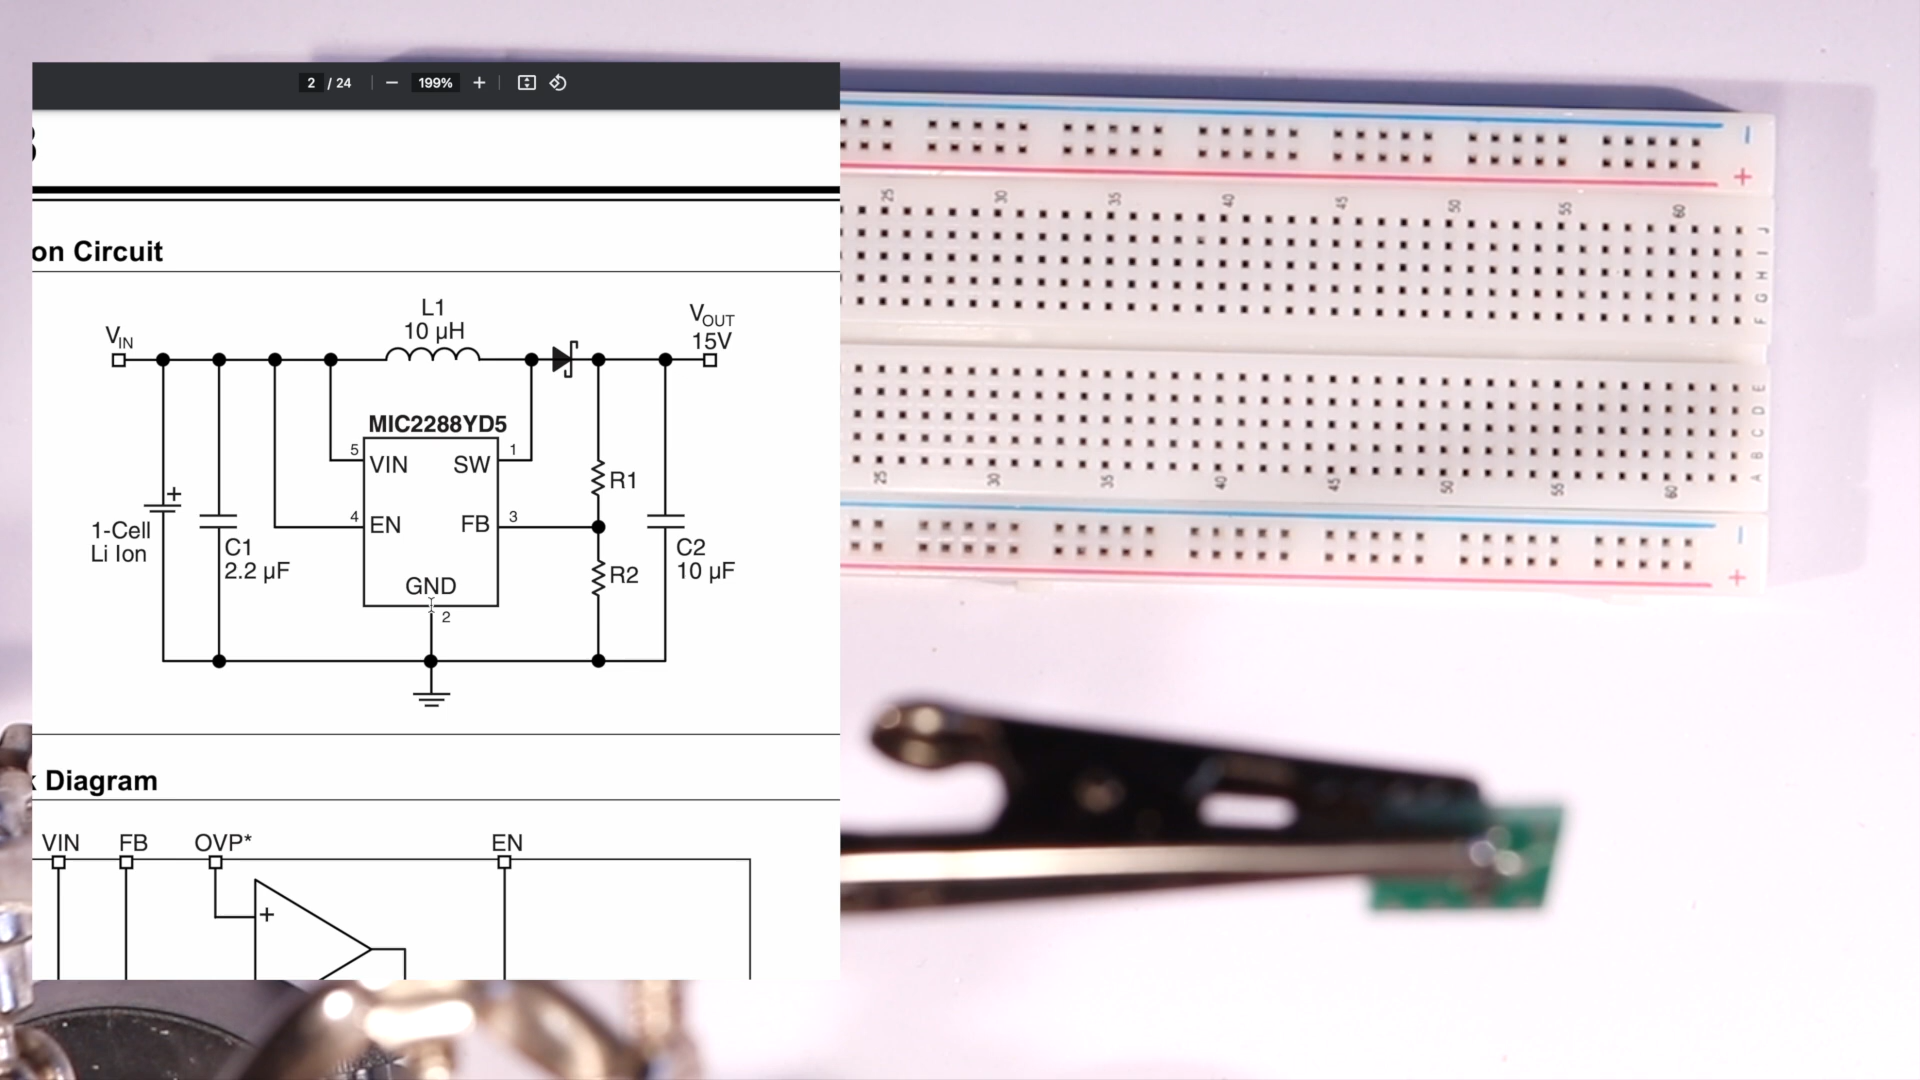 2 / 24 199%
on Circuit
L1
10 µH
VIN
VOUT
15V
MIC2288YD5
5 VIN SW 1
R1
4 EN FB 3
1-Cell
Li Ion
C1
2.2 µF
GND
2
R2
C2
10 µF
Diagram
VIN FB OVP* EN
25 30 35 40 45 50 55 60
J
I
H
G
F
E
D
C
B
A
25 30 35 40 45 50 55 60